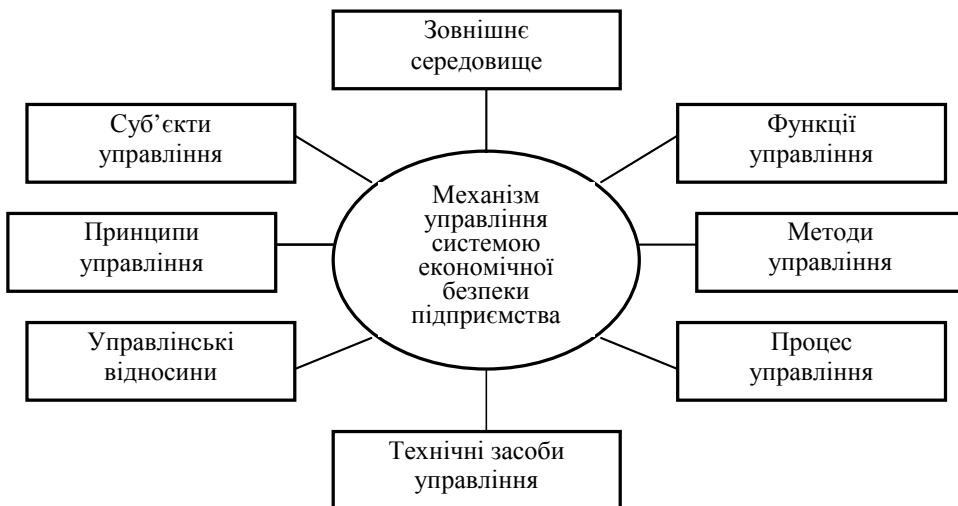 Зовнішнє
середовище
Суб’єкти
управління
Функції
управління
Механізм
управління
системою
економічної
безпеки
підприємства
Принципи
управління
Методи
управління
Управлінські
відносини
Процес
управління
Технічні засоби
управління